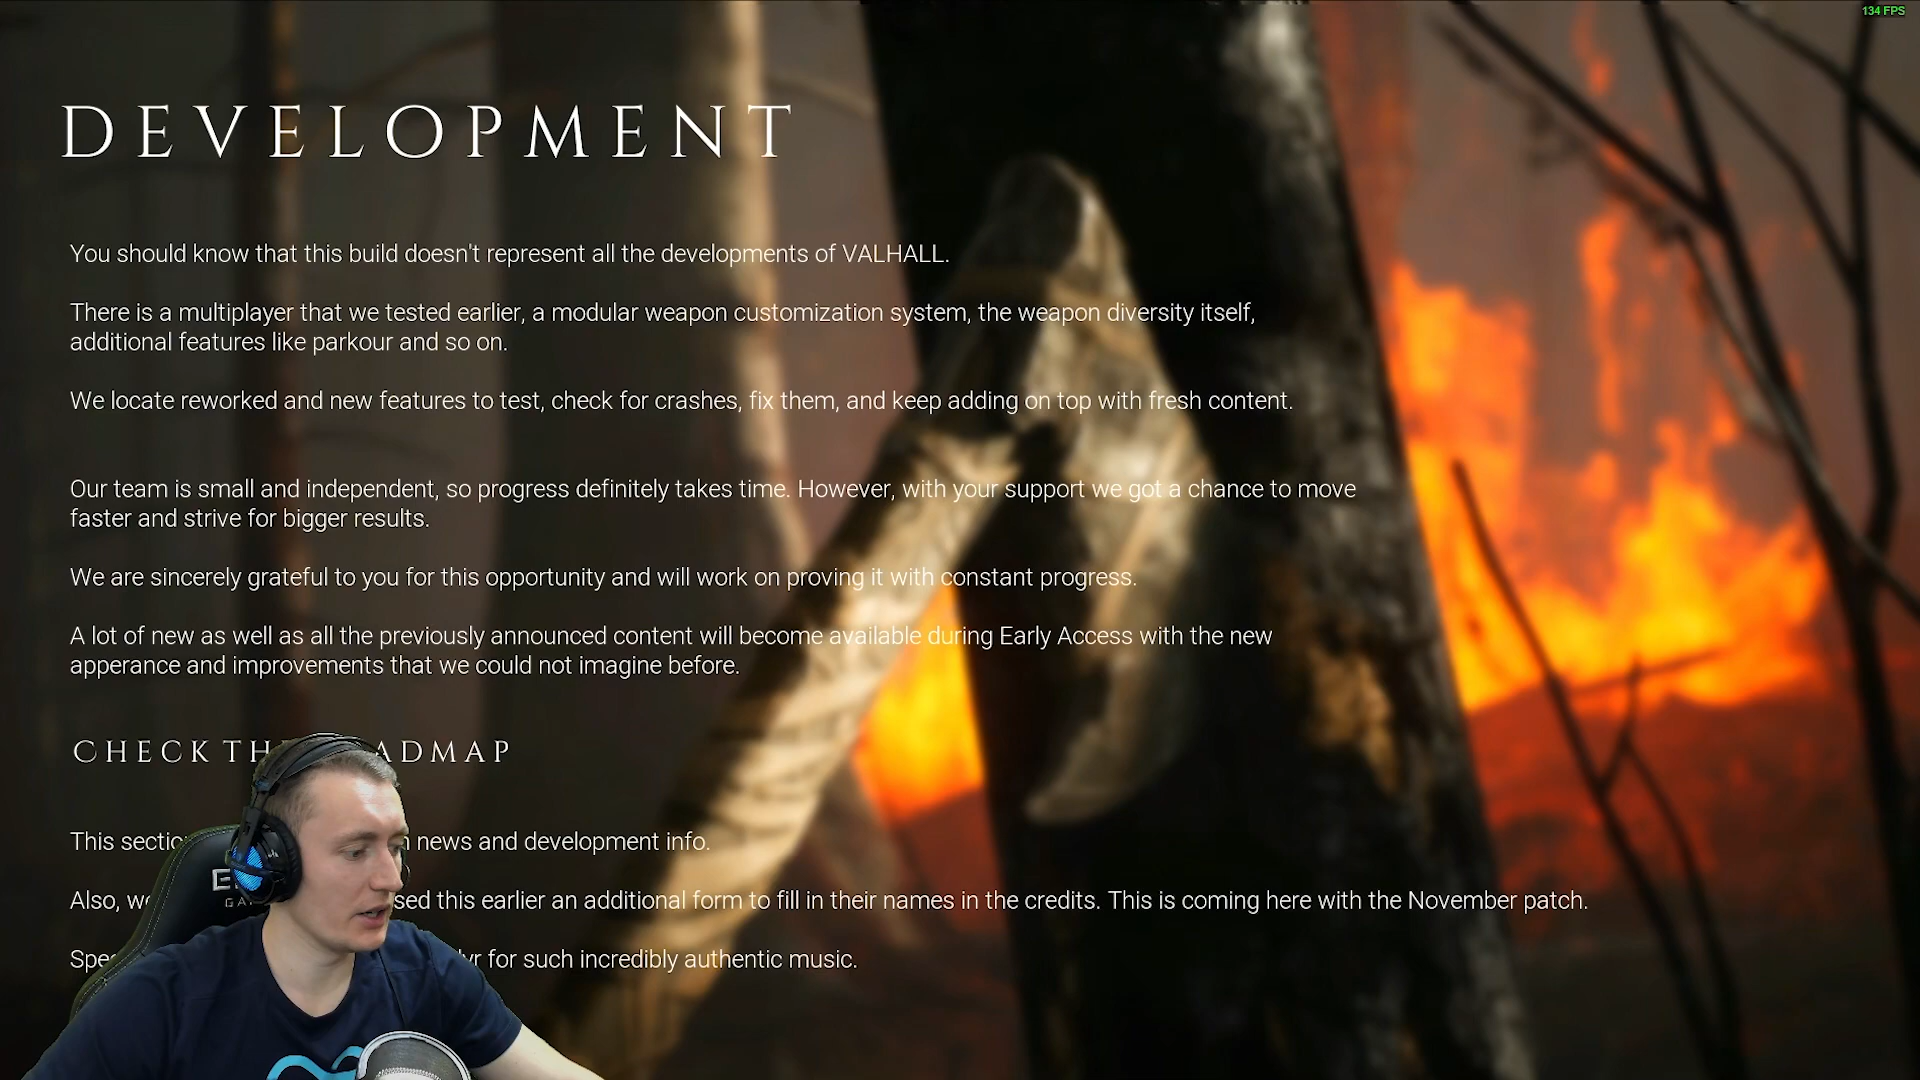 134 FPS
DEVELOPMENT
You should know that this build doesn't represent all the developments of VALHALL.
There is a multiplayer that we tested earlier, a modular weapon customization system, the weapon diversity itself,
additional features like parkour and so on.
We locate reworked and new features to test, check for crashes, fix them, and keep adding on top with fresh content.
Our team is small and independent, so progress definitely takes time. However, with your support we got a chance to move
faster and strive for bigger results.
We are sincerely grateful to you for this opportunity and will work on proving it with constant progress.
A lot of new as well as all the previously announced content will become available during Early Access with the new
apperance and improvements that we could not imagine before.
CHECK
This news and development info.
Also, this earlier an additional form to fill in their names in the credits. This is coming here with the November patch.
for such incredibly authentic music.